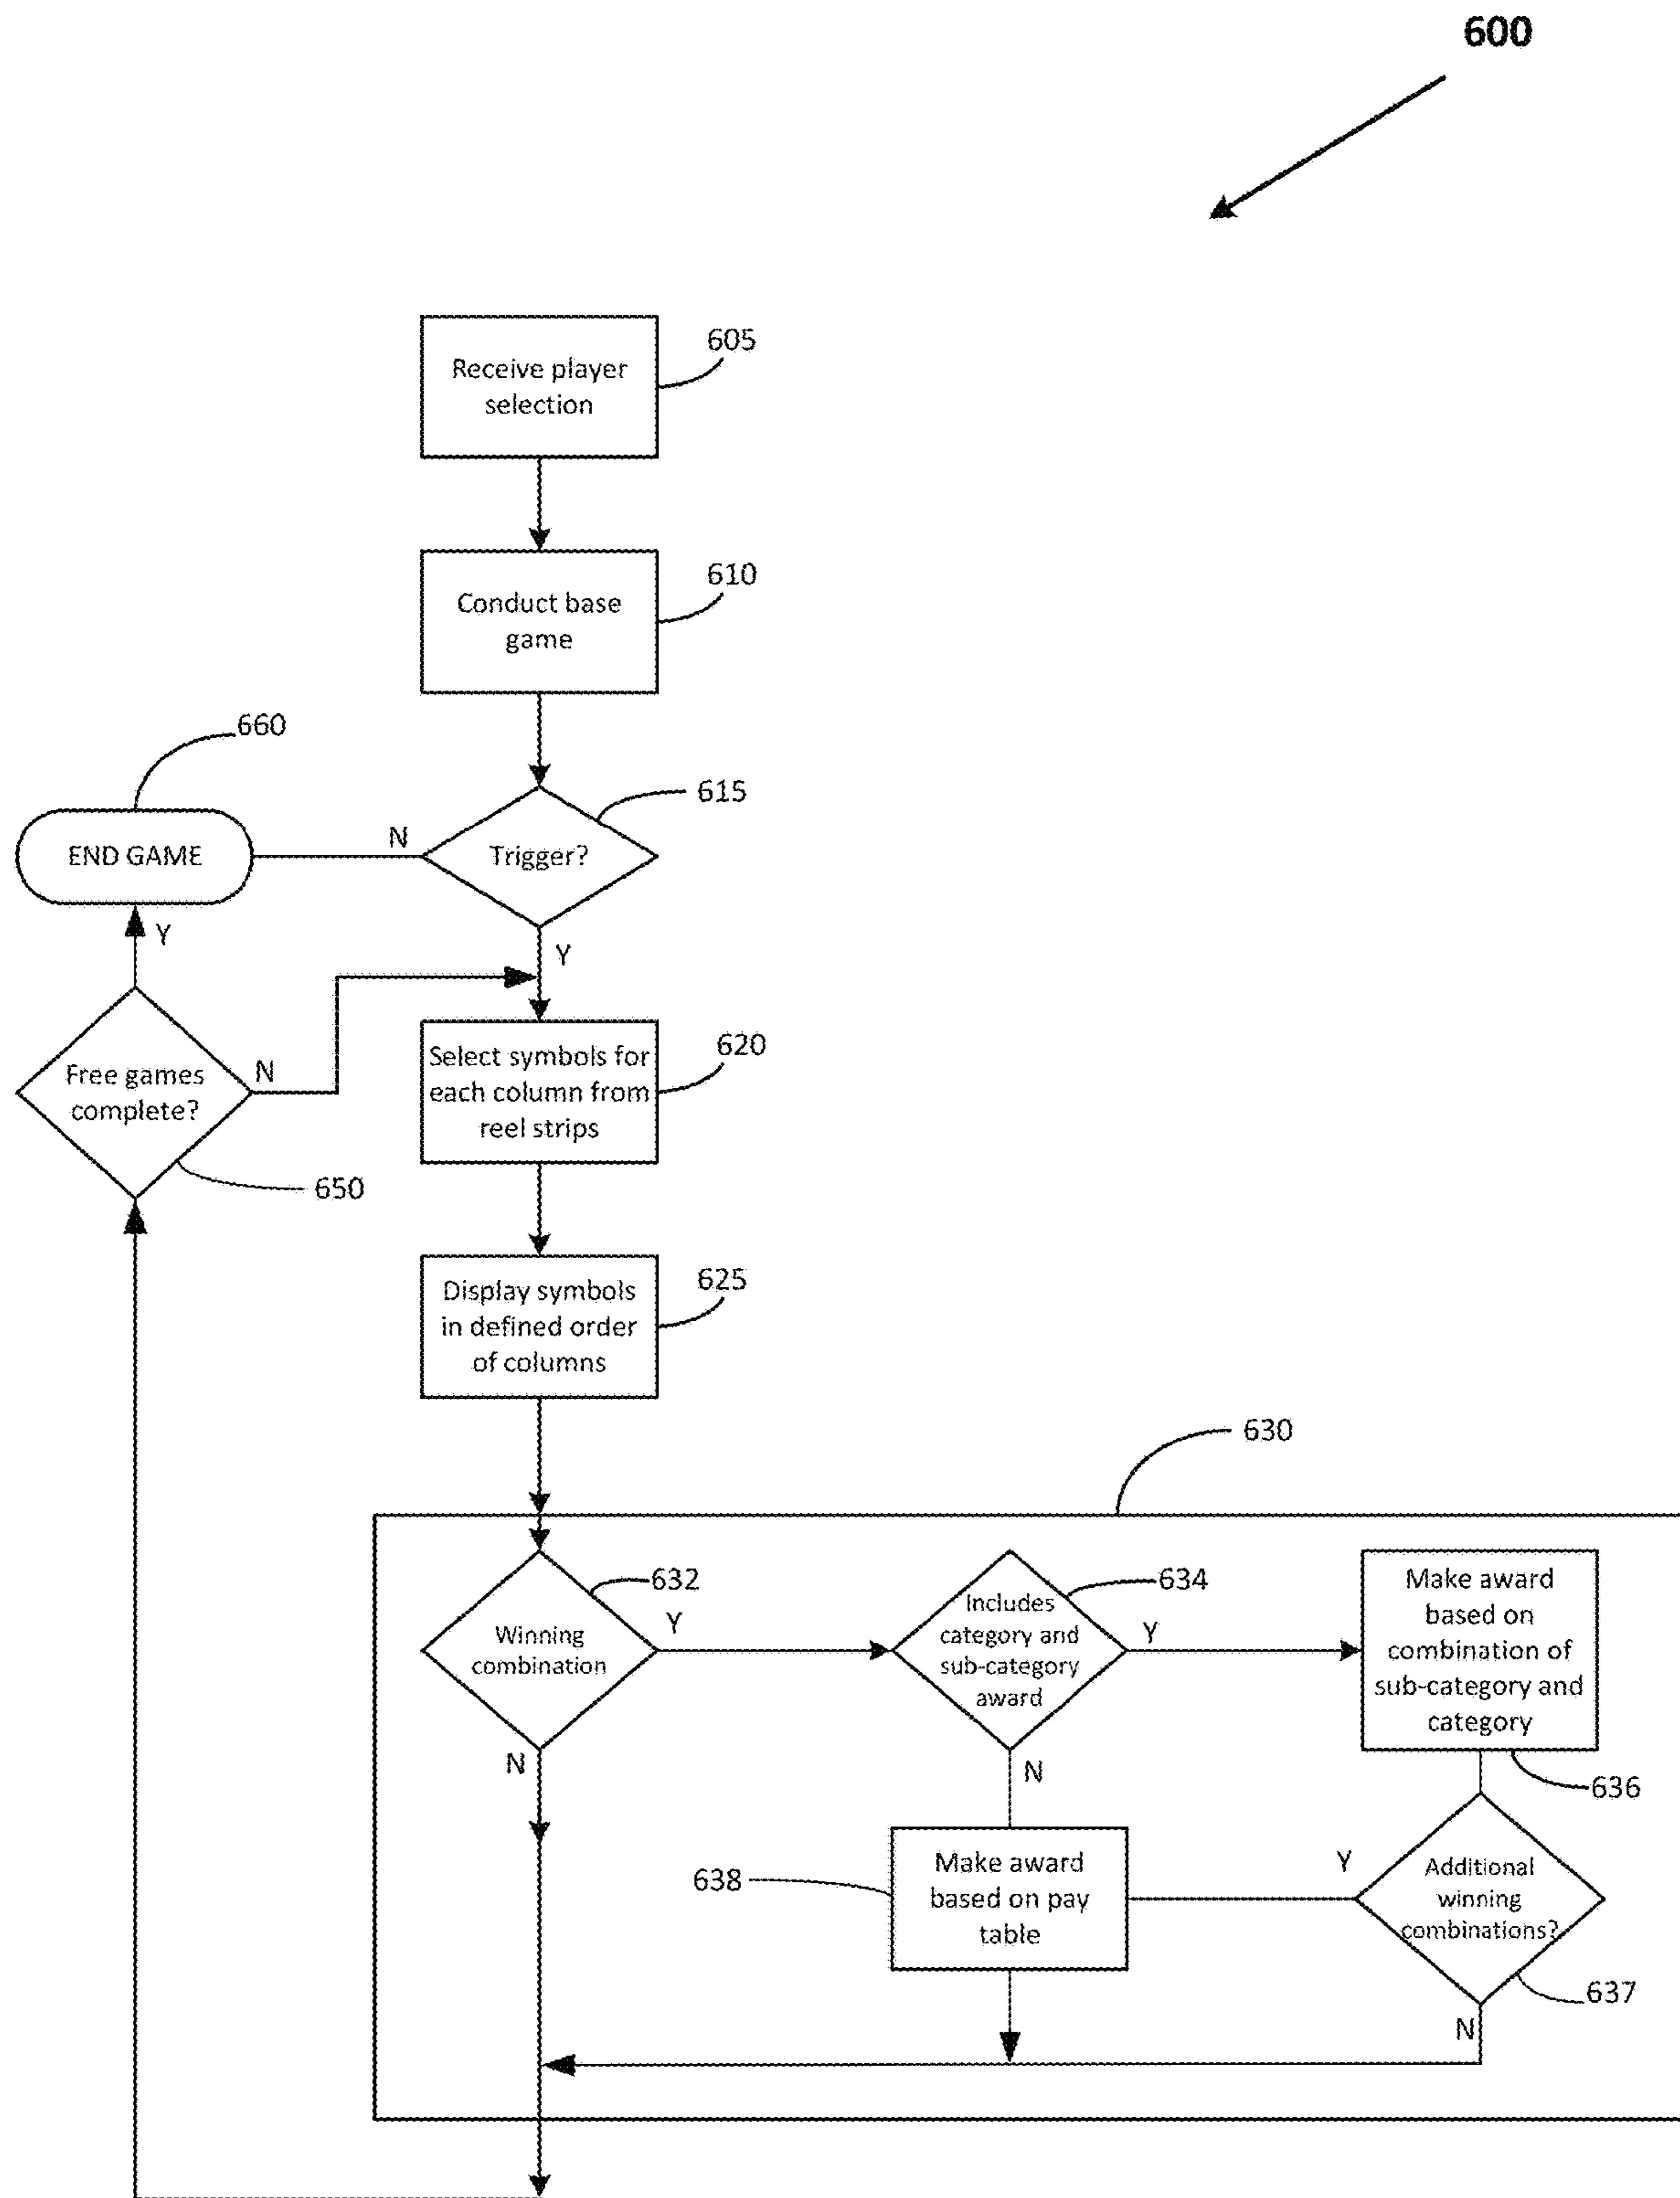 600
Receive player
selection
605
Conduct base
game
610
660
END GAME
N
Trigger?
615
Y
Y
Free games
complete?
N
650
Select symbols for
each column from
reel strips
620
Display symbols
in defined order
of columns
625
630
Winning
combination
632
Y
N
Includes
category and
sub-category
award
634
Y
N
Make award
based on
combination of
sub-category and
category
636
638
Make award
based on pay
table
Y
Additional
winning
combinations?
637
N